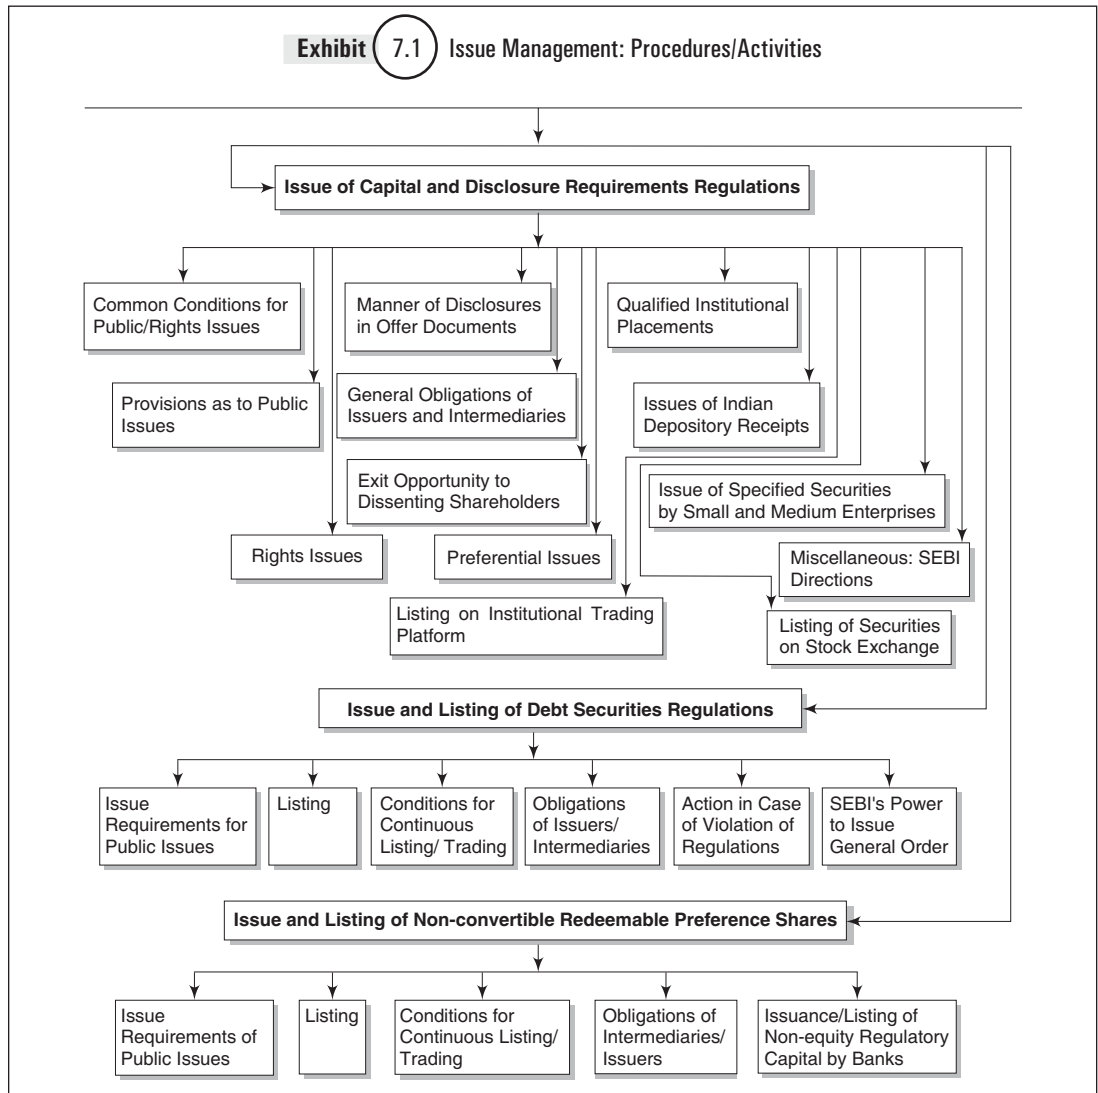 Exhibit 7.1 Issue Management: Procedures/Activities
Issue of Capital and Disclosure Requirements Regulations
Common Conditions for
Public/Rights Issues
Manner of Disclosures
in Offer Documents
Qualified Institutional
Placements
Provisions as to Public
Issues
General Obligations of
Issuers and Intermediaries
Issues of Indian
Depository Receipts
Exit Opportunity to
Dissenting Shareholders
Issue of Specified Securities
by Small and Medium Enterprises
Rights Issues
Preferential Issues
Miscellaneous: SEBI
Directions
Listing on Institutional Trading
Platform
Listing of Securities
on Stock Exchange
Issue and Listing of Debt Securities Regulations
Issue
Requirements for
Public Issues
Listing
Conditions for
Continuous
Listing/ Trading
Obligations
of Issuers/
Intermediaries
Action in Case
of Violation of
Regulations
SEBI's Power
to Issue
General Order
Issue and Listing of Non-convertible Redeemable Preference Shares
Issue
Requirements of
Public Issues
Listing
Conditions for
Continuous Listing/
Trading
Obligations of
Intermediaries/
Issuers
Issuance/Listing of
Non-equity Regulatory
Capital by Banks